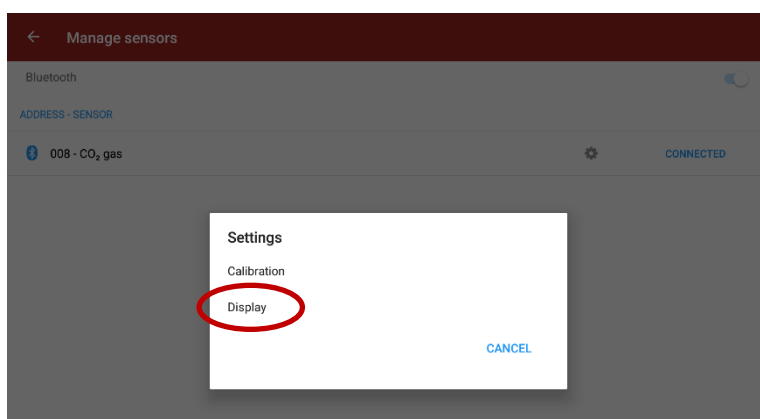 Manage sensors
Bluetooth
ADDRESS - SENSOR
008 - CO₂ gas CONNECTED
Settings
Calibration
Display
CANCEL